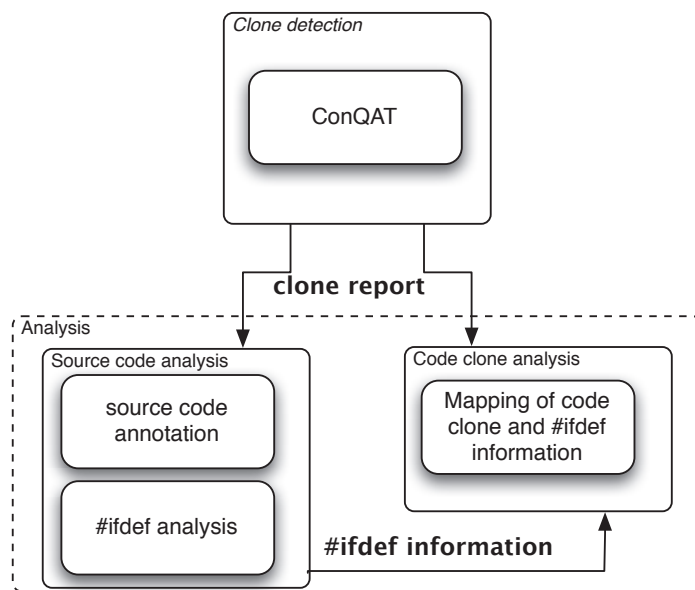 Clone detection
ConQAT
clone report
Analysis
Source code analysis
source code
annotation
#ifdef analysis
Code clone analysis
Mapping of code
clone and #ifdef
information
#ifdef information